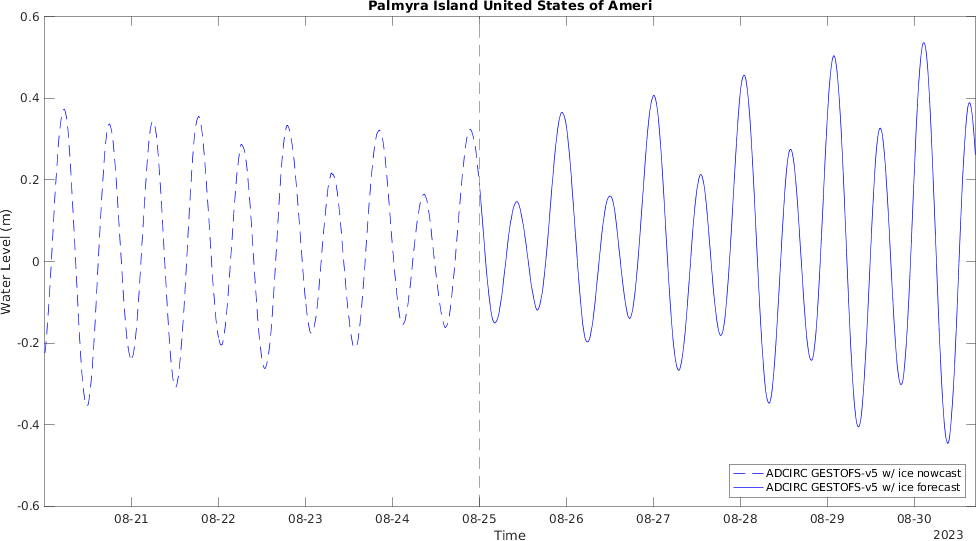 Palmyra Island United States of Ameri
0.6
0.4
0.2
0
-0.2
-0.4
-0.6
Water Level (m)
ADCIRC GESTOFS-v5 w/ ice nowcast
ADCIRC GESTOFS-v5 w/ ice forecast
08-21 08-22 08-23 08-24 08-25 08-26 08-27 08-28 08-29 08-30
Time
2023